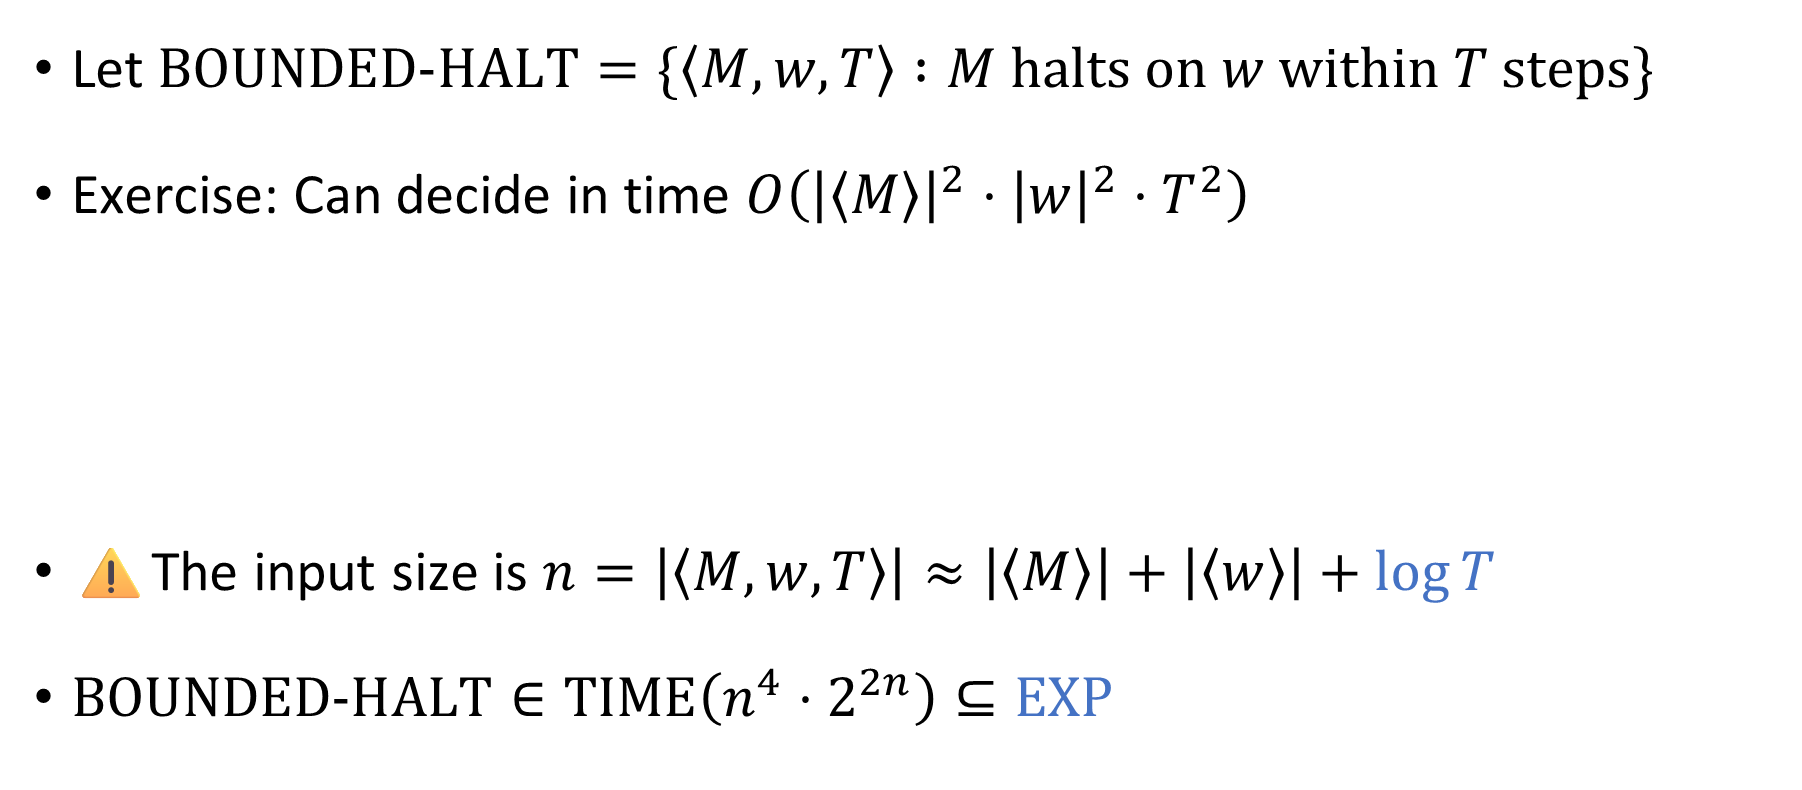 • Let BOUNDED-HALT = {⟨M, w, T⟩ : M halts on w within T steps}
• Exercise: Can decide in time O(|⟨M⟩|² · |w|² · T²)
• ⚠️ The input size is n = |⟨M, w, T⟩| ≈ |⟨M⟩| + |⟨w⟩| + log T
• BOUNDED-HALT ∈ TIME(n⁴ · 2²ⁿ) ⊆ EXP